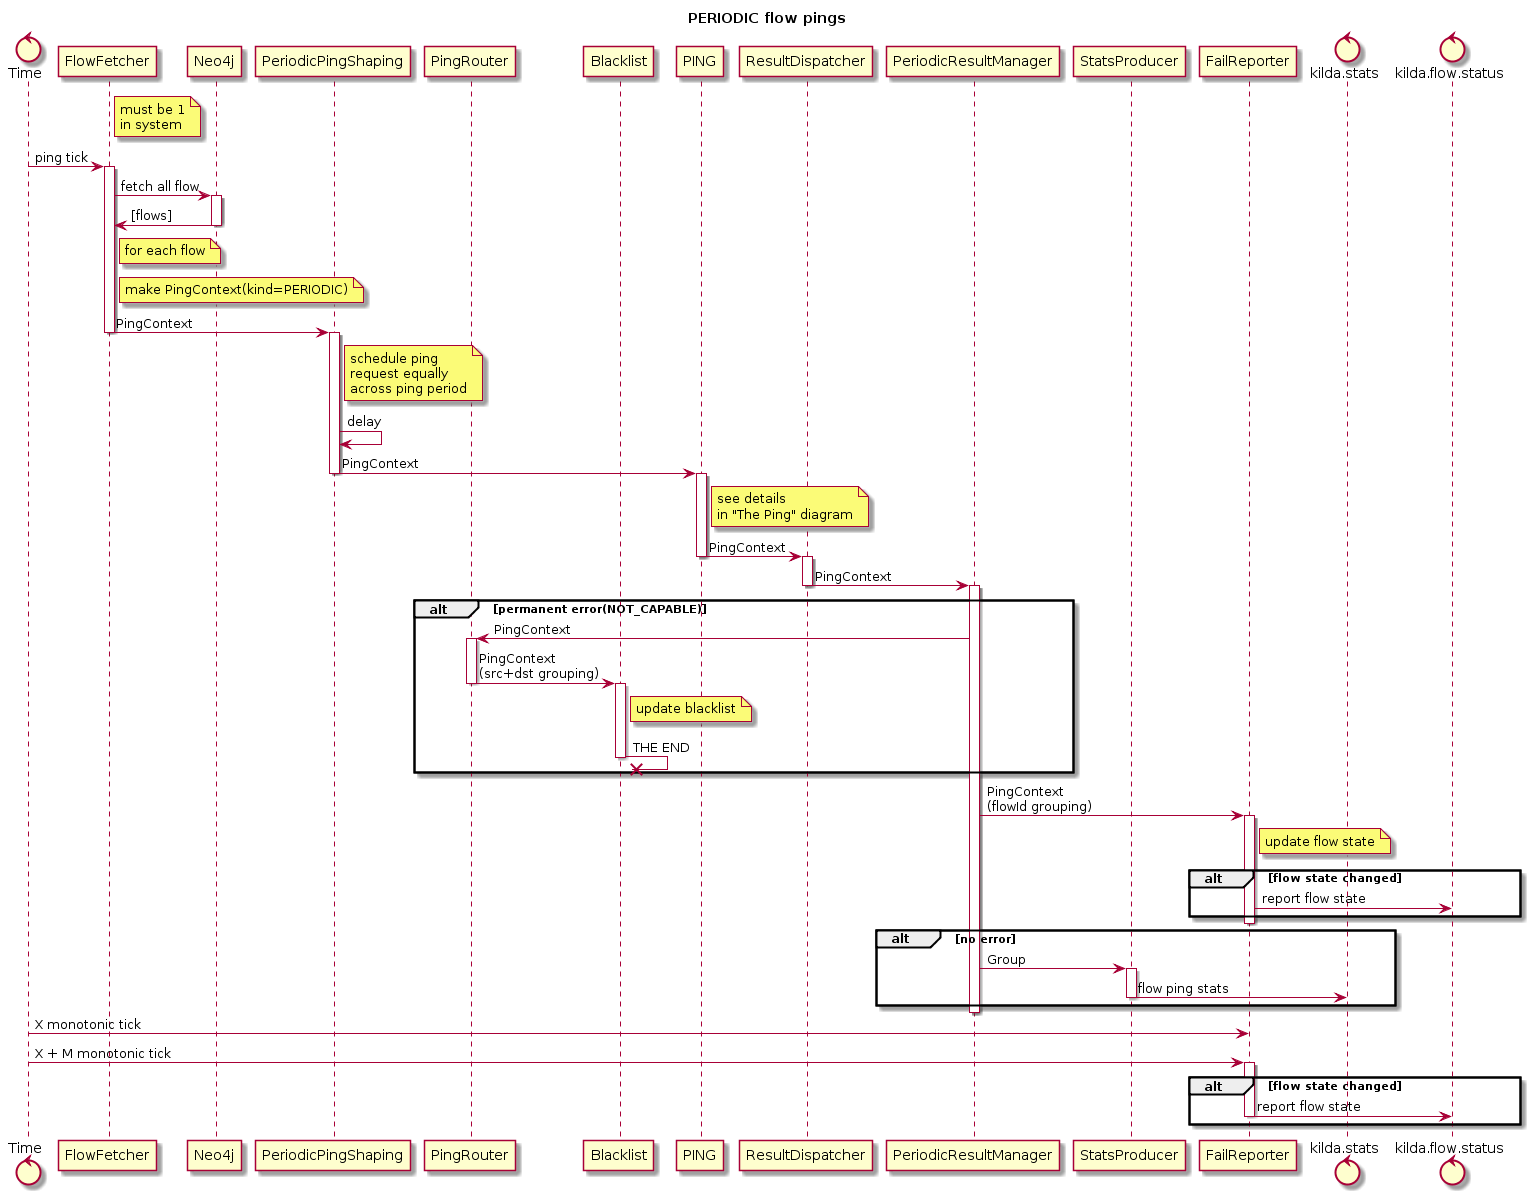 PERIODIC flow pings
Time
FlowFetcher
Neo4j
PeriodicPingShaping
PingRouter
Blacklist
PING
ResultDispatcher
PeriodicResultManager
StatsProducer
FailReporter
kilda.stats
kilda.flow.status
must be 1
in system
ping tick
fetch all flow
[flows]
for each flow
make PingContext(kind=PERIODIC)
PingContext
schedule ping
request equally
across ping period
delay
PingContext
see details
in "The Ping" diagram
PingContext
PingContext
alt
[permanent error(NOT_CAPABLE)]
PingContext
PingContext
(src+dst grouping)
update blacklist
THE END
PingContext
(flowId grouping)
update flow state
alt
[flow state changed]
report flow state
alt
[no error]
Group
flow ping stats
X monotonic tick
X + M monotonic tick
alt
[flow state changed]
report flow state
Time
FlowFetcher
Neo4j
PeriodicPingShaping
PingRouter
Blacklist
PING
ResultDispatcher
PeriodicResultManager
StatsProducer
FailReporter
kilda.stats
kilda.flow.status